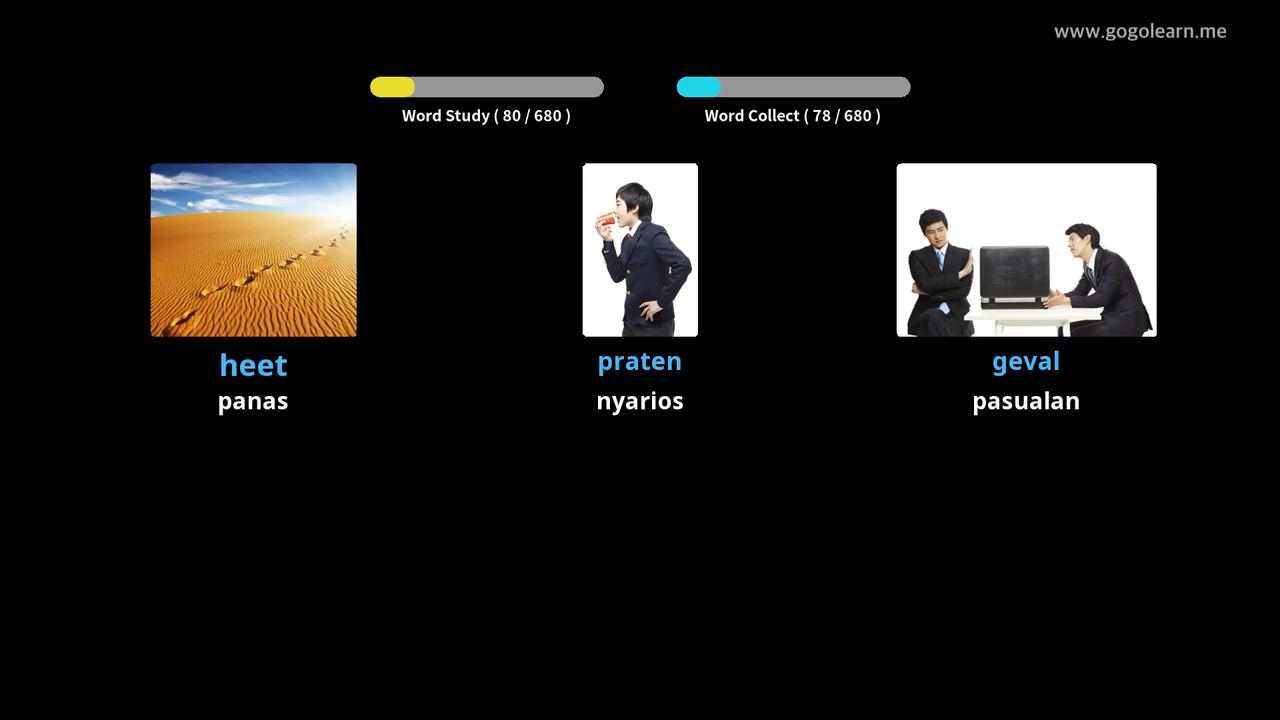 www.gogolearn.me
Word Study ( 80 / 680 )
Word Collect ( 78 / 680 )
heet
praten
geval
panas
nyarios
pasualan